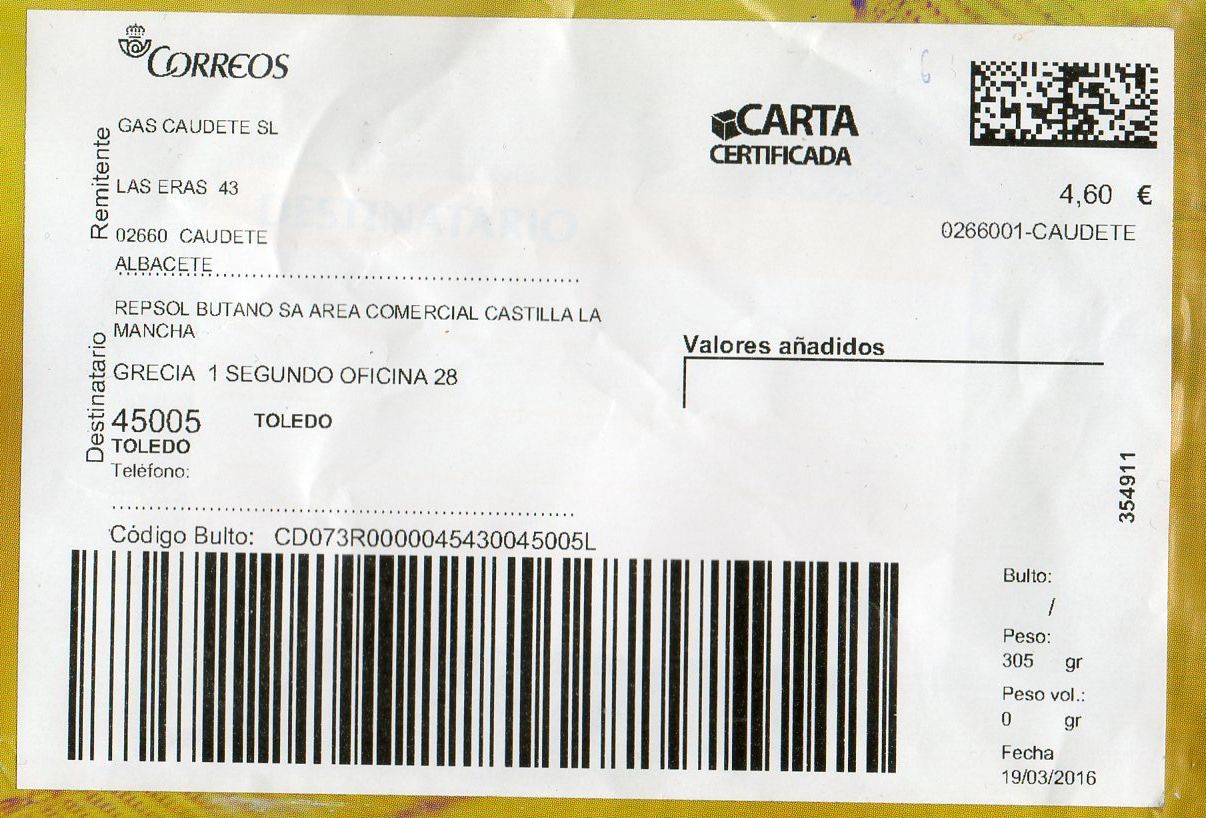 CORREOS
CARTA
CERTIFICADA
4,60 €
0266001-CAUDETE
Remitente
GAS CAUDETE SL
LAS ERAS 43
02660 CAUDETE
ALBACETE
Destinatario
REPSOL BUTANO SA AREA COMERCIAL CASTILLA LA
MANCHA
GRECIA 1 SEGUNDO OFICINA 28
45005 TOLEDO
TOLEDO
Teléfono:
DESTINATARIO
Valores añadidos
354911
Código Bulto: CD073R0000045430045005L
Bulto:
/
Peso:
305 gr
Peso vol.:
0 gr
Fecha
19/03/2016